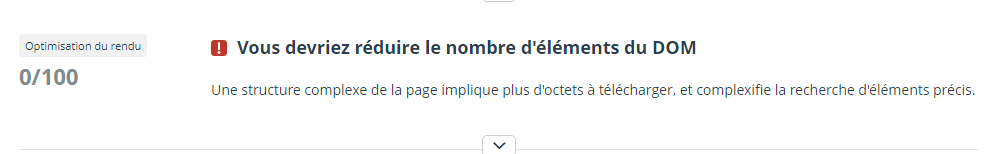 Optimisation du rendu
0/100
Vous devriez réduire le nombre d'éléments du DOM
Une structure complexe de la page implique plus d'octets à télécharger, et complexifie la recherche d'éléments précis.